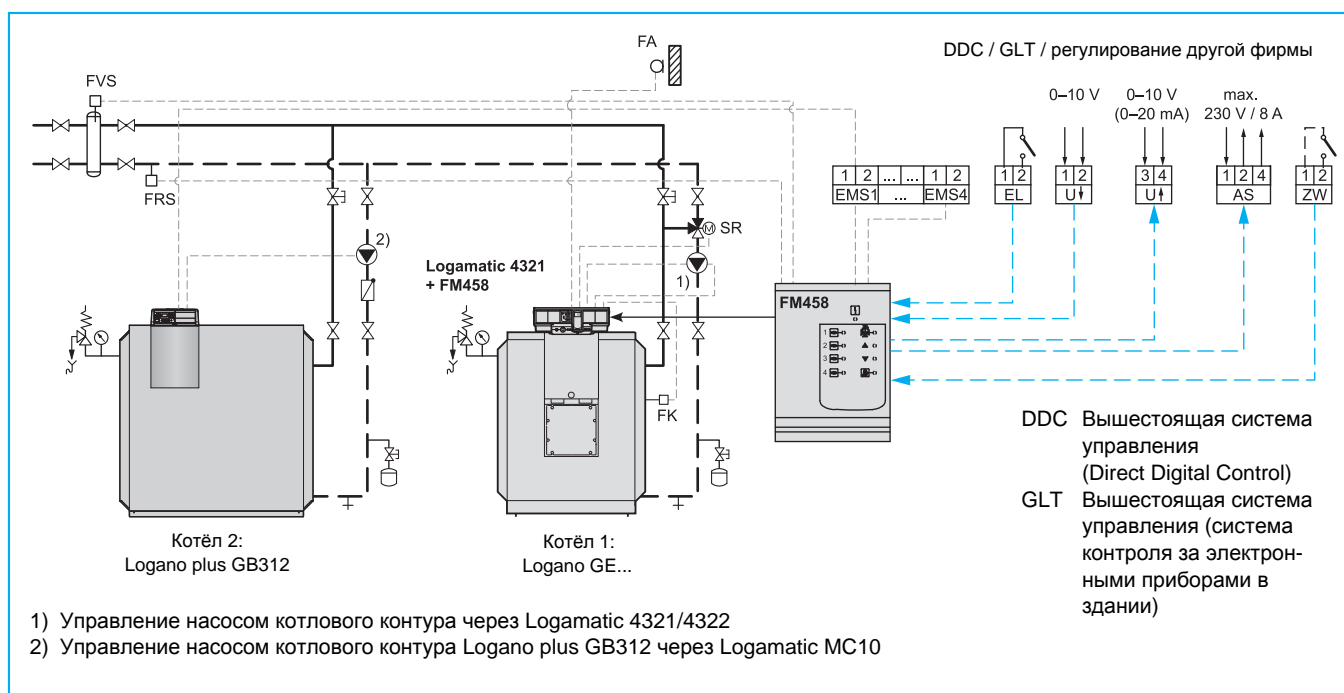 FA
DDC / GLT / регулирование другой фирмы
FVS
0–10 V
0–10 V
(0–20 mA)
max.
230 V / 8 A
1 2 ... ... 1 2
EMS1 ... EMS4
1 2
EL
1 2
U
3 4
U
1 2 4
AS
1 2
ZW
FRS
M
SR
2)
1)
Logamatic 4321
+ FM458
FM458
1
2
3
4
FK
DDC Вышестоящая система
управления
(Direct Digital Control)
GLT Вышестоящая система
управления (система
контроля за электрон-
ными приборами в
здании)
Котёл 2:
Logano plus GB312
Котёл 1:
Logano GE...
1) Управление насосом котлового контура через Logamatic 4321/4322
2) Управление насосом котлового контура Logano plus GB312 через Logamatic MC10